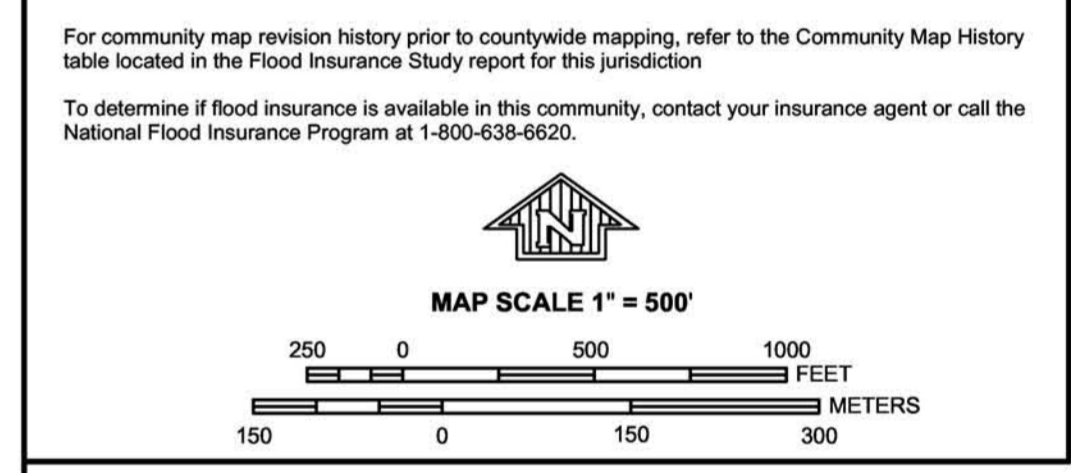 For community map revision history prior to countywide mapping, refer to the Community Map History
table located in the Flood Insurance Study report for this jurisdiction
To determine if flood insurance is available in this community, contact your insurance agent or call the
National Flood Insurance Program at 1-800-638-6620.
N
MAP SCALE 1" = 500'
250 0 500 1000
FEET
METERS
150 0 150 300